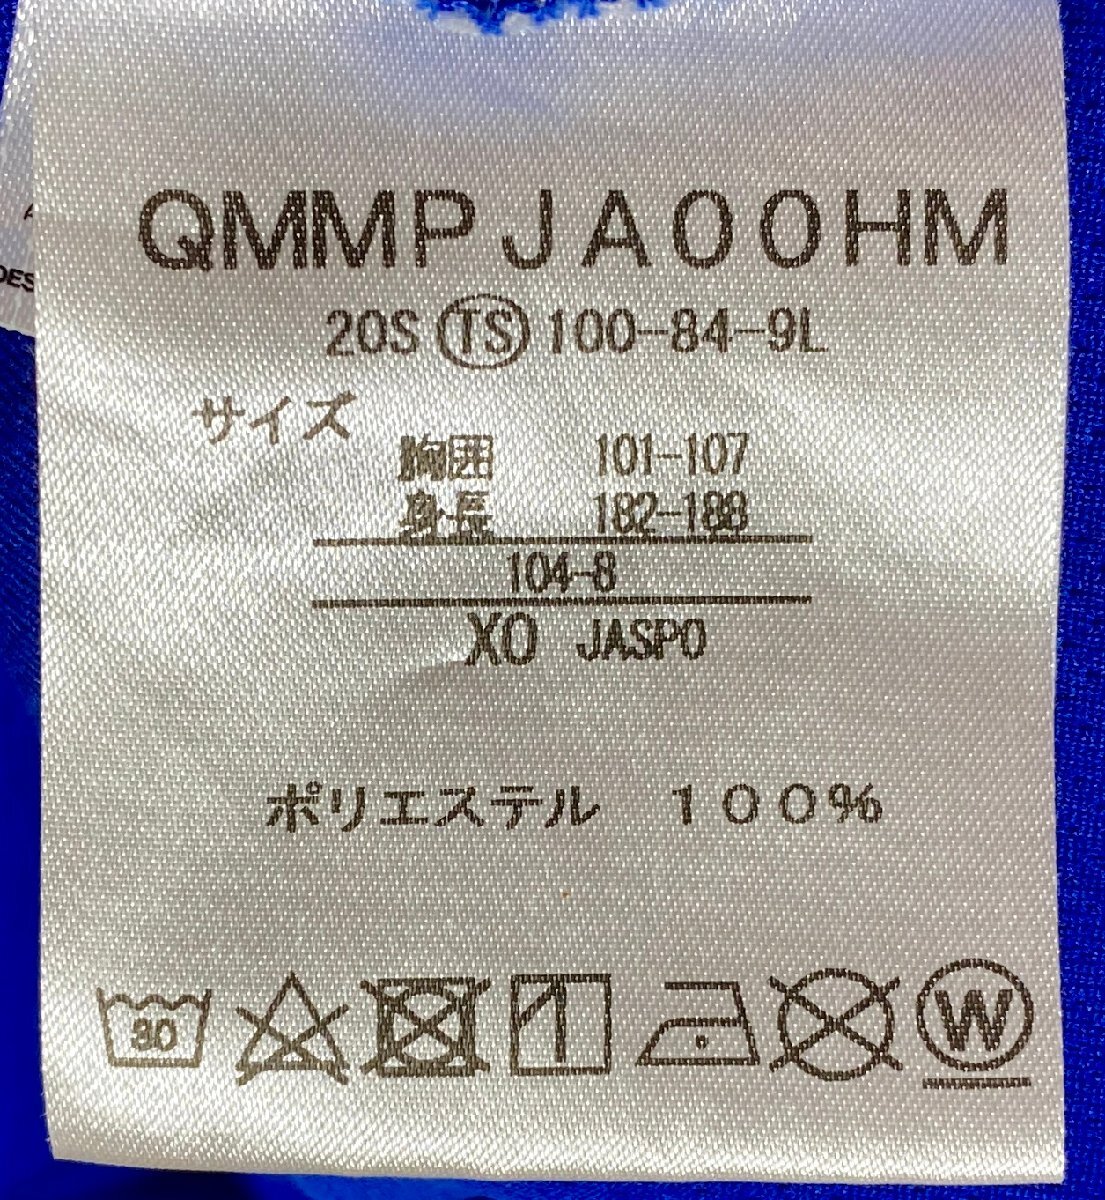 QMMPJA00HM
20S TS 100-84-9L
サイズ
胸囲 101-107
身長 182-188
104-8
XO JASPO
ポリエステル 100%
30
W